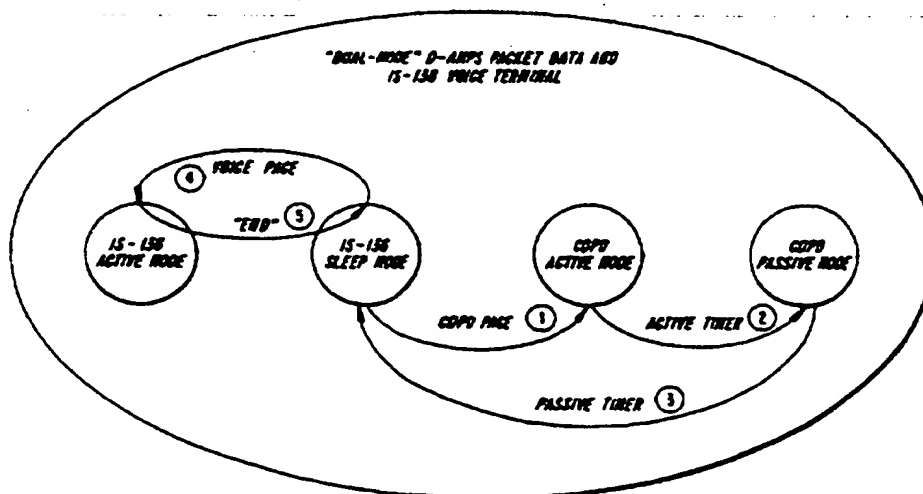 "DUAL-MODE" D-AMPS PACKET DATA AND
IS-136 VOICE TERMINAL
4 VOICE PAGE
"END" 5
IS-136
ACTIVE MODE
IS-136
SLEEP MODE
CDPD
ACTIVE MODE
CDPD
PASSIVE MODE
CDPD PAGE 1
ACTIVE TIMER 2
PASSIVE TIMER 3